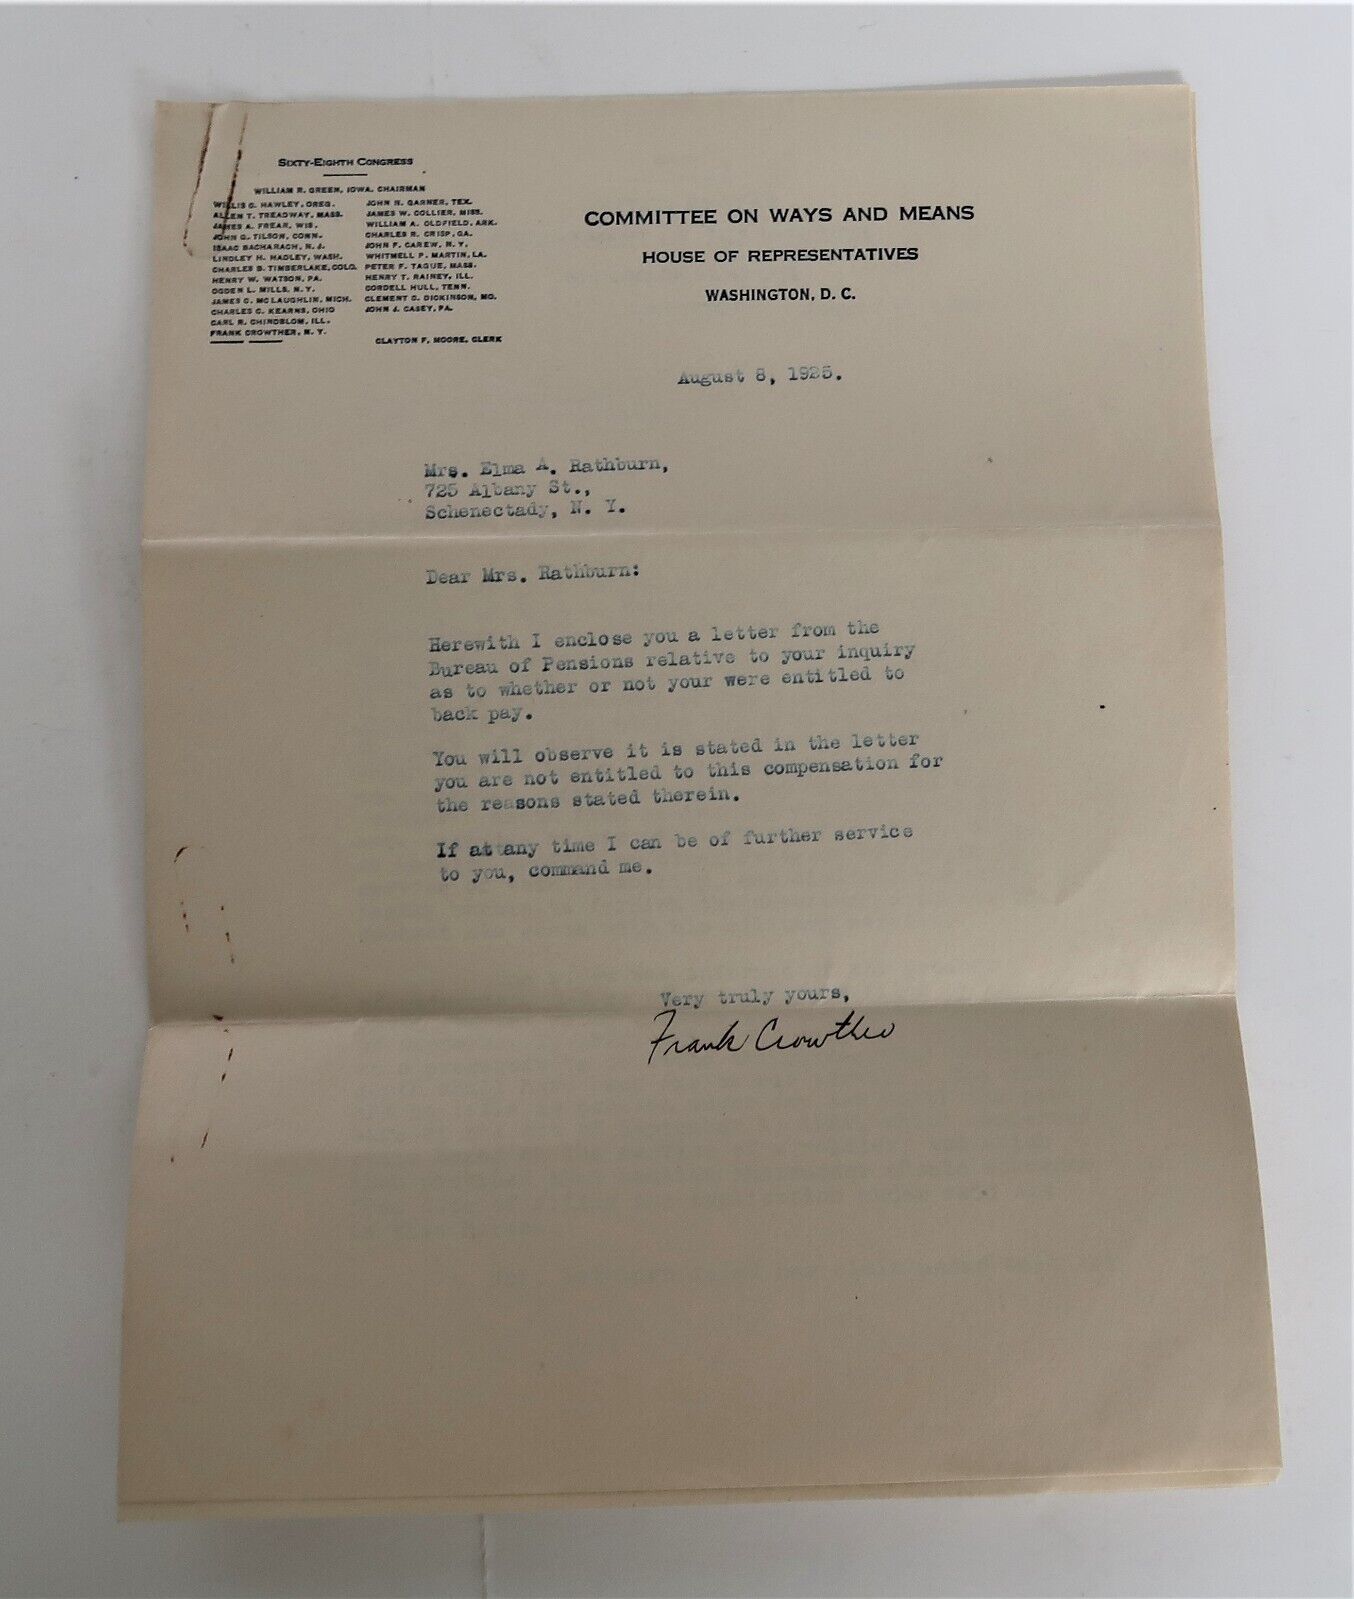 SIXTY-EIGHTH CONGRESS
WILLIAM R. GREEN, IOWA, CHAIRMAN
WILLIS C. HAWLEY, OREG.
ALLEN T. TREADWAY, MASS.
JAMES A. FREAR, WIS.
JOHN Q. TILSON, CONN.
ISAAC BACHARACH, N. J.
LINDLEY H. HADLEY, WASH.
CHARLES B. TIMBERLAKE, COLO.
HENRY W. WATSON, PA.
OGDEN L. MILLS, N. Y.
JAMES C. MCLAUGHLIN, MICH.
CHARLES C. KEARNS, OHIO
CARL R. CHINDBLOM, ILL.
FRANK CROWTHER, N. Y.
JOHN N. GARNER, TEX.
JAMES W. COLLIER, MISS.
WILLIAM A. OLDFIELD, ARK.
CHARLES R. CRISP, GA.
JOHN F. CAREW, N. Y.
WHITMELL P. MARTIN, LA.
PETER F. TAGUE, MASS.
HENRY T. RAINEY, ILL.
CORDELL HULL, TENN.
CLEMENT C. DICKINSON, MO.
JOHN J. CASEY, PA.
CLAYTON F. MOORE, CLERK
COMMITTEE ON WAYS AND MEANS
HOUSE OF REPRESENTATIVES
WASHINGTON, D. C.
August 8, 1925.
Mrs. Elma A. Rathburn,
725 Albany St.,
Schenectady, N. Y.
Dear Mrs. Rathburn:
Herewith I enclose you a letter from the
Bureau of Pensions relative to your inquiry
as to whether or not your were entitled to
back pay.
You will observe it is stated in the letter
you are not entitled to this compensation for
the reasons stated therein.
If at any time I can be of further service
to you, command me.
Very truly yours,
Frank Crowther